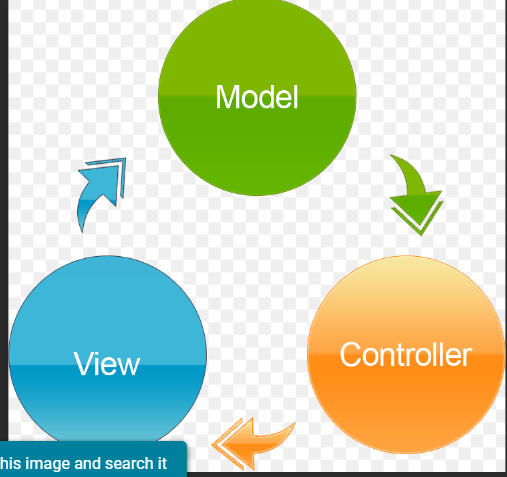 Model
View
Controller
his image and search it